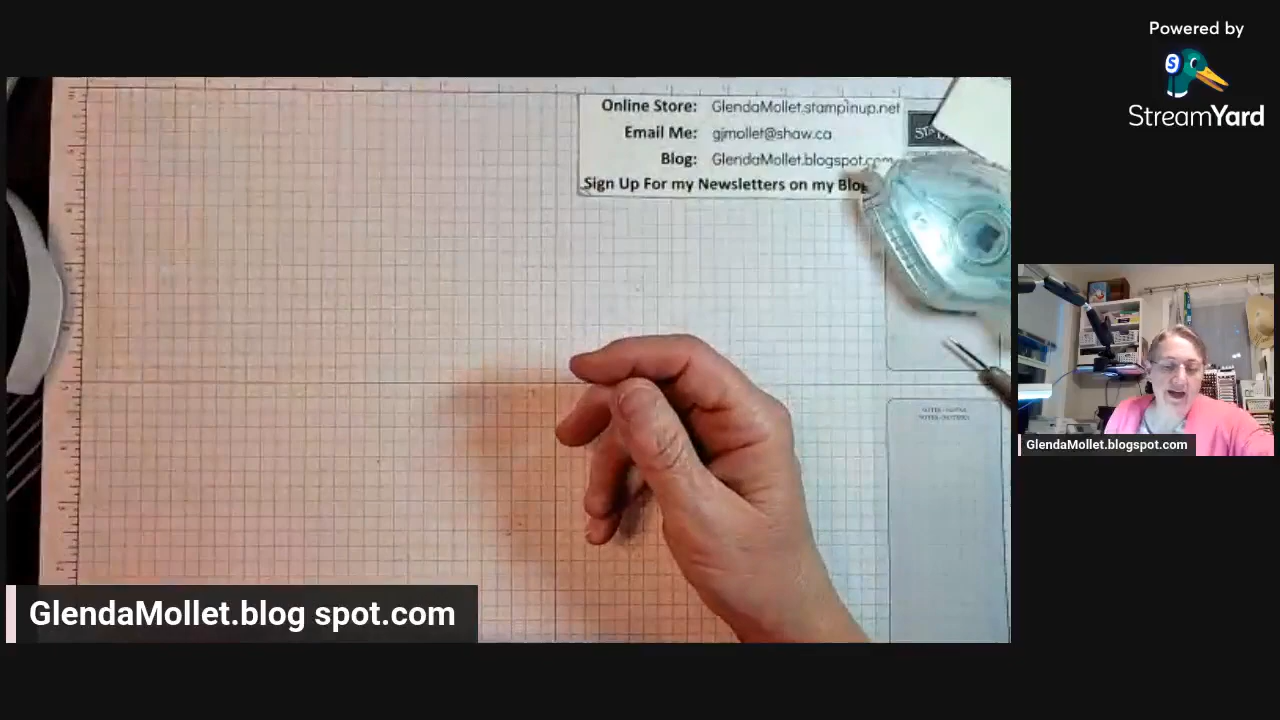 Powered by
StreamYard
Online Store: GlendaMollet.stampinup.net
Email Me: gjmollet@shaw.ca
Blog: GlendaMollet.blogspot.com
Sign Up For my Newsletters on my Blog
GlendaMollet.blogspot.com
GlendaMollet.blog spot.com